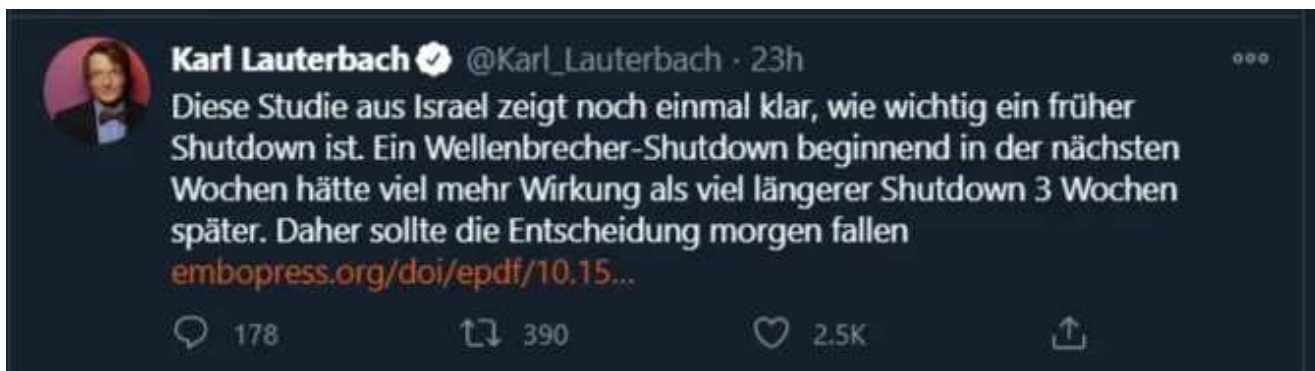 Karl Lauterbach @Karl_Lauterbach · 23h
Diese Studie aus Israel zeigt noch einmal klar, wie wichtig ein früher
Shutdown ist. Ein Wellenbrecher-Shutdown beginnend in der nächsten
Wochen hätte viel mehr Wirkung als viel längerer Shutdown 3 Wochen
später. Daher sollte die Entscheidung morgen fallen
embopress.org/doi/epdf/10.15...
178 390 2.5K